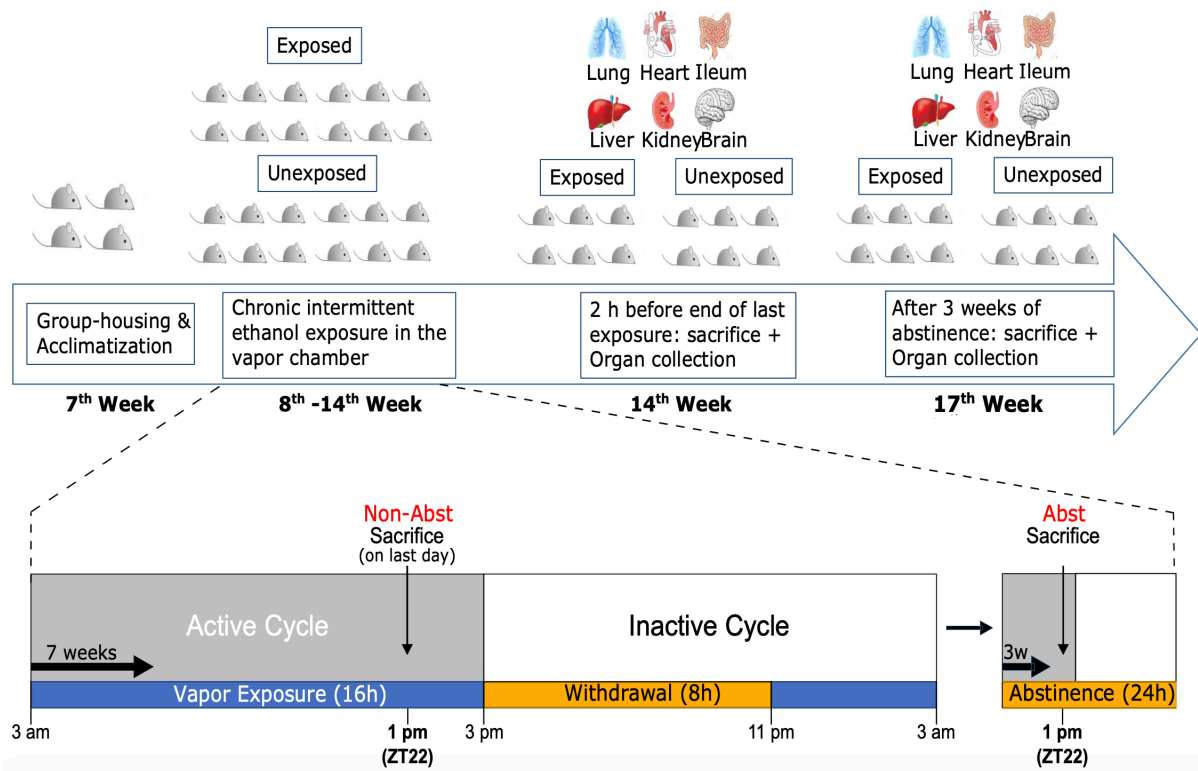 Exposed
Unexposed
Lung Heart Ileum
Liver Kidney Brain
Exposed Unexposed
Lung Heart Ileum
Liver Kidney Brain
Exposed Unexposed
Group-housing &
Acclimatization
Chronic intermittent
ethanol exposure in the
vapor chamber
2 h before end of last
exposure: sacrifice +
Organ collection
After 3 weeks of
abstinence: sacrifice +
Organ collection
7th Week
8th -14th Week
14th Week
17th Week
Non-Abst
Sacrifice
(on last day)
Abst
Sacrifice
Active Cycle
Inactive Cycle
7 weeks
3w
Vapor Exposure (16h)
Withdrawal (8h)
Abstinence (24h)
3 am
1 pm
(ZT22)
3 pm
11 pm
3 am
1 pm
(ZT22)